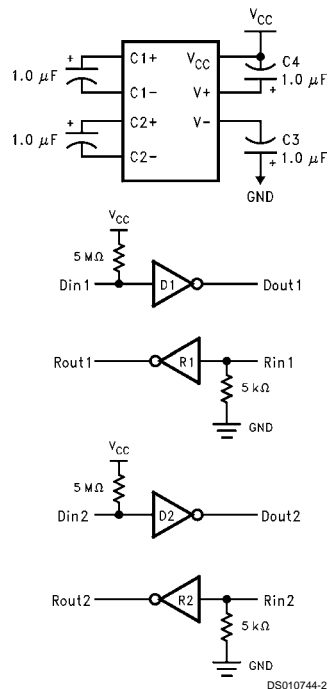 VCC
C1+ VCC C4
1.0 μF + 1.0 μF
C1- V+ +
C2+ V- C3
1.0 μF + 1.0 μF
C2- +
GND
VCC
5 MΩ
Din1 D1 Dout1
Rout1 R1 Rin1
5 kΩ
GND
VCC
5 MΩ
Din2 D2 Dout2
Rout2 R2 Rin2
5 kΩ
GND
DS010744-2